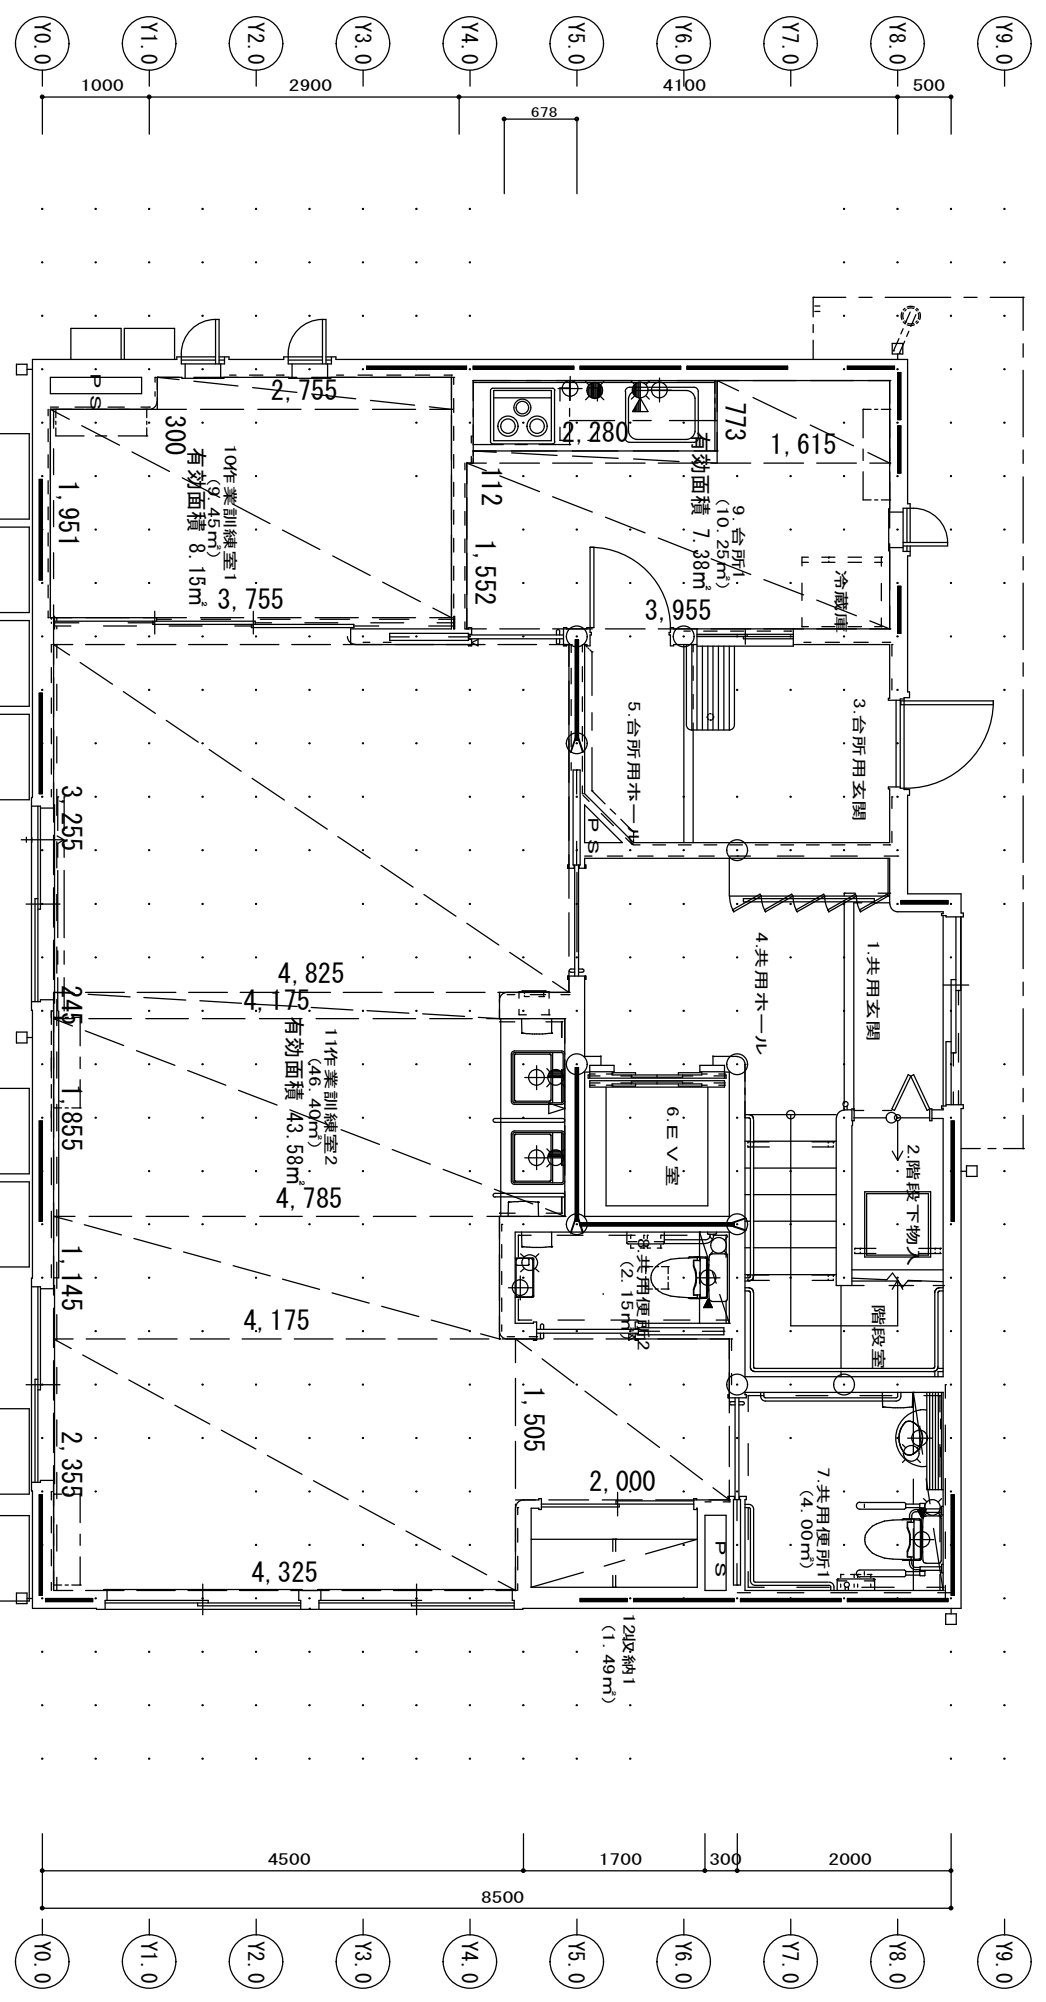 Y0.0
Y1.0
Y2.0
Y3.0
Y4.0
Y5.0
Y6.0
Y7.0
Y8.0
Y9.0
1000
2900
4100
500
678
PS
2,755
300
1,951
10作業訓練室1
(9.45㎡)
有効面積 8.15㎡
3,755
2,280
773
1,615
112
1,552
9.台所1
(10.25㎡)
有効面積 7.38㎡
3,955
冷蔵庫
5.台所用ホール
3.台所用玄関
PS
3,255
4,825
4,175
245
4.共用ホール
1.共用玄関
11作業訓練室2
(46.40㎡)
有効面積 43.58㎡
1,855
4,785
6.EV室
2.階段下物入
1,145
4,175
8.共用便所2
(2.15㎡)
階段室
1,505
2,000
2,355
4,325
7.共用便所1
(4.00㎡)
PS
12収納1
(1.49㎡)
4500
1700
300
2000
8500
Y0.0
Y1.0
Y2.0
Y3.0
Y4.0
Y5.0
Y6.0
Y7.0
Y8.0
Y9.0